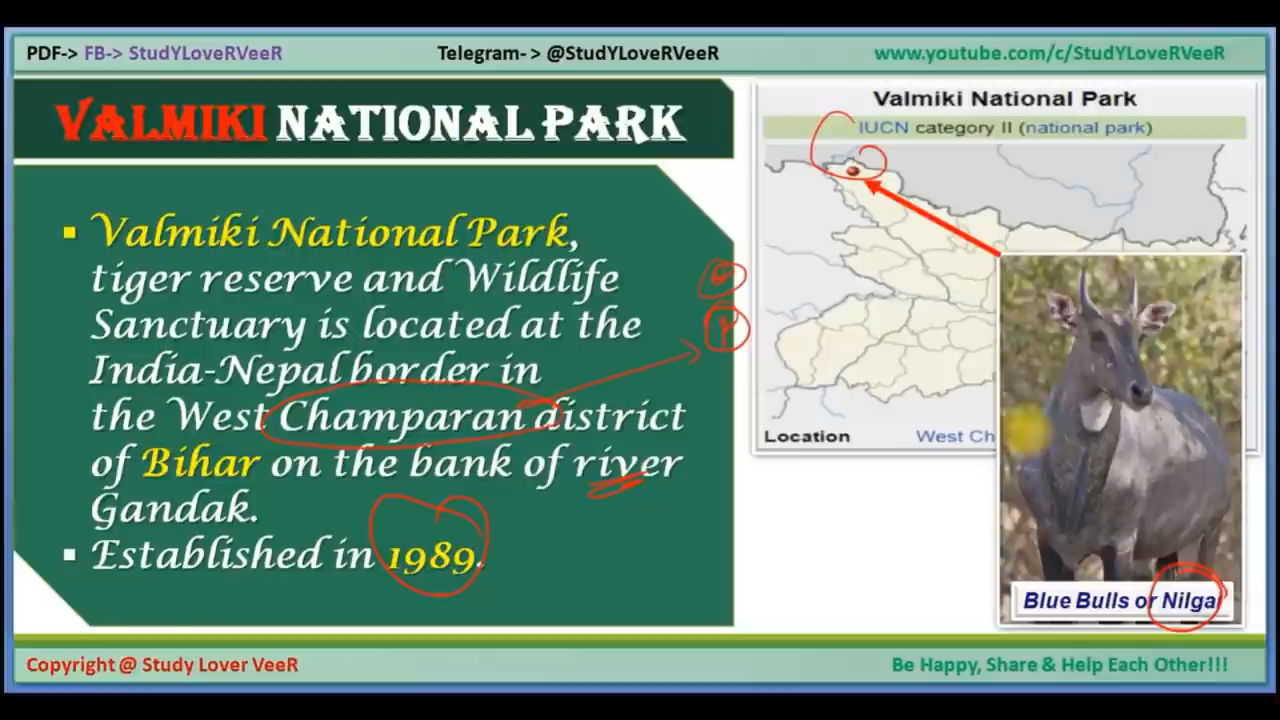 PDF-> FB-> StudYLoveRVeeR
Telegram-> @StudYLoveRVeeR
www.youtube.com/c/StudYLoveRVeeR
VALMIKI NATIONAL PARK
Valmiki National Park,
tiger reserve and Wildlife
Sanctuary is located at the
India-Nepal border in
the West Champaran district
of Bihar on the bank of river
Gandak.
Established in 1989.
Valmiki National Park
IUCN category II (national park)
Location
West Ch
Blue Bulls or Nilgai
Copyright @ Study Lover VeeR
Be Happy, Share & Help Each Other!!!